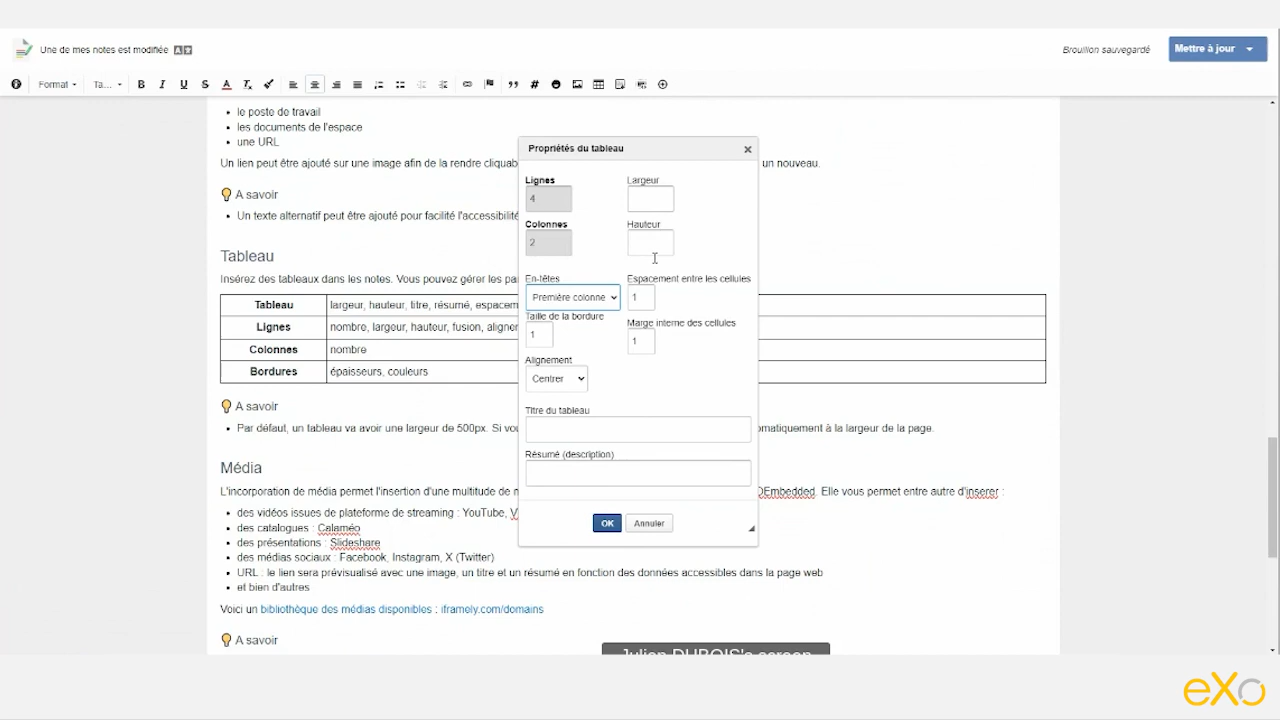 Une de mes notes est modifiée
Brouillon sauvegardé
Mettre à jour
Format
Ta...
B I U S A
le poste de travail
les documents de l'espace
une URL
Un lien peut être ajouté sur une image afin de la rendre cliquab
un nouveau.
A savoir
Un texte alternatif peut être ajouté pour facilité l'accessibilité
Tableau
Insérez des tableaux dans les notes. Vous pouvez gérer les pa
Tableau largeur, hauteur, titre, résumé, espacem
Lignes nombre, largeur, hauteur, fusion, aligner
Colonnes nombre
Bordures épaisseurs, couleurs
A savoir
Par défaut, un tableau va avoir une largeur de 500px. Si vou
omatiquement à la largeur de la page.
Média
L'incorporation de média permet l'insertion d'une multitude de m
OEmbedded. Elle vous permet entre autre d'inserer :
des vidéos issues de plateforme de streaming : YouTube, V
des catalogues : Calaméo
des présentations : Slideshare
des médias sociaux : Facebook, Instagram, X (Twitter)
URL : le lien sera prévisualisé avec une image, un titre et un résumé en fonction des données accessibles dans la page web
et bien d'autres
Voici un bibliothèque des médias disponibles : iframely.com/domains
A savoir
Propriétés du tableau
Lignes
4
Largeur
Colonnes
2
Hauteur
En-têtes
Première colonne
Espacement entre les cellules
1
Taille de la bordure
1
Marge interne des cellules
1
Alignement
Centrer
Titre du tableau
Résumé (description)
OK
Annuler
Julien DUBOIS's screen
eXo